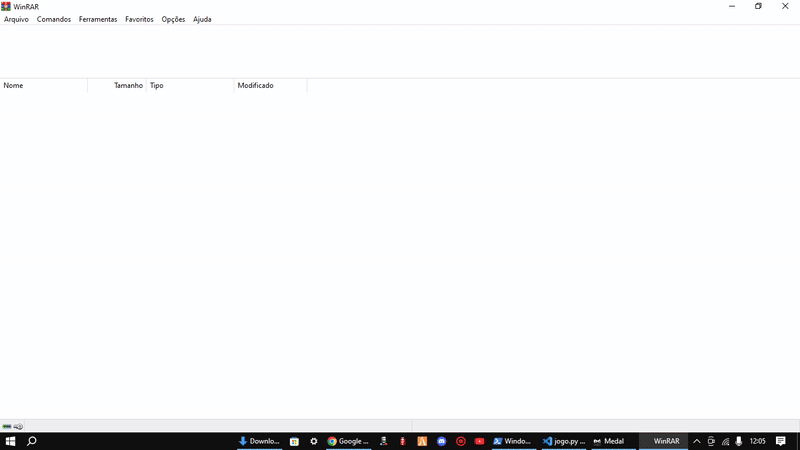 WinRAR
Arquivo Comandos Ferramentas Favoritos Opções Ajuda
Nome Tamanho Tipo Modificado
Downlo... Google ... Windo... jogo.py ... Medal WinRAR 12:05